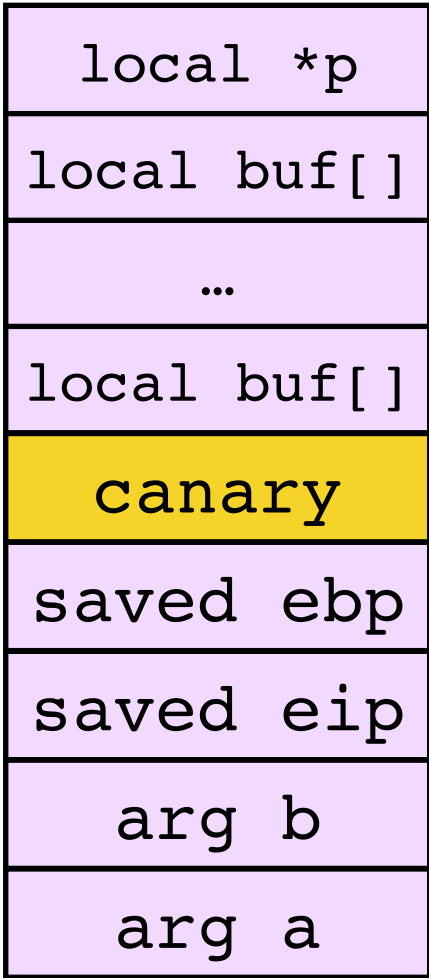 local *p
local buf[]
…
local buf[]
canary
saved ebp
saved eip
arg b
arg a